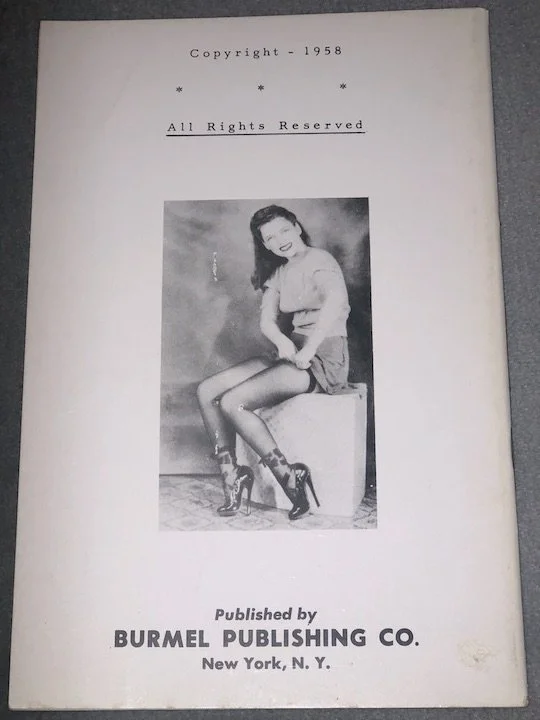 Copyright - 1958
* * *
All Rights Reserved
Published by
BURMEL PUBLISHING CO.
New York, N. Y.